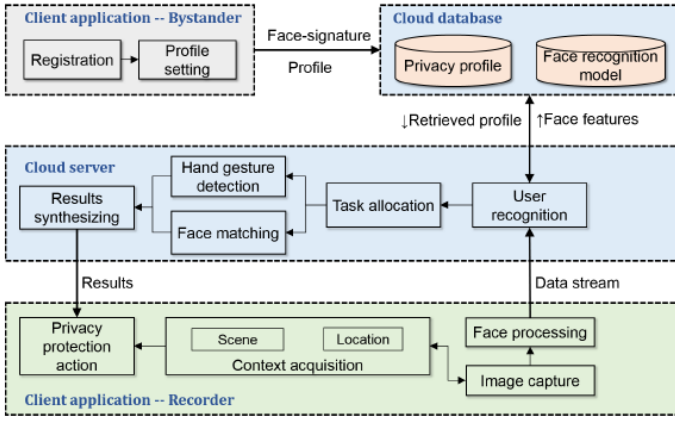 Client application -- Bystander
Registration
Profile
setting
Face-signature
Profile
Cloud database
Privacy profile
Face recognition
model
↓Retrieved profile
↑Face features
Cloud server
Hand gesture
detection
Results
synthesizing
Face matching
Task allocation
User
recognition
Results
Data stream
Privacy
protection
action
Scene
Location
Context acquisition
Face processing
Image capture
Client application -- Recorder